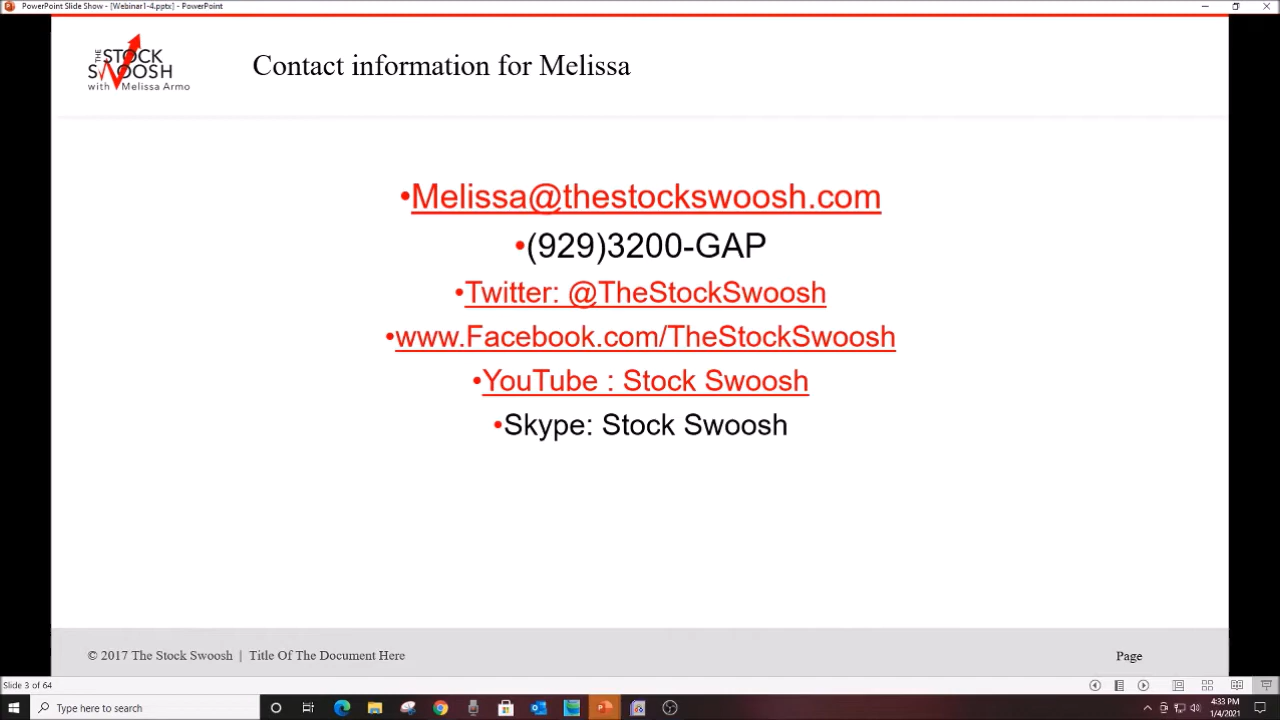 PowerPoint Slide Show - [Webinar1-4.pptx] - PowerPoint
THE
STOCK
SWOOSH
with Melissa Armo
Contact information for Melissa
•Melissa@thestockswoosh.com
•(929)3200-GAP
•Twitter: @TheStockSwoosh
•www.Facebook.com/TheStockSwoosh
•YouTube : Stock Swoosh
•Skype: Stock Swoosh
© 2017 The Stock Swoosh | Title Of The Document Here
Page
Slide 3 of 64
Type here to search
4:33 PM
1/4/2021